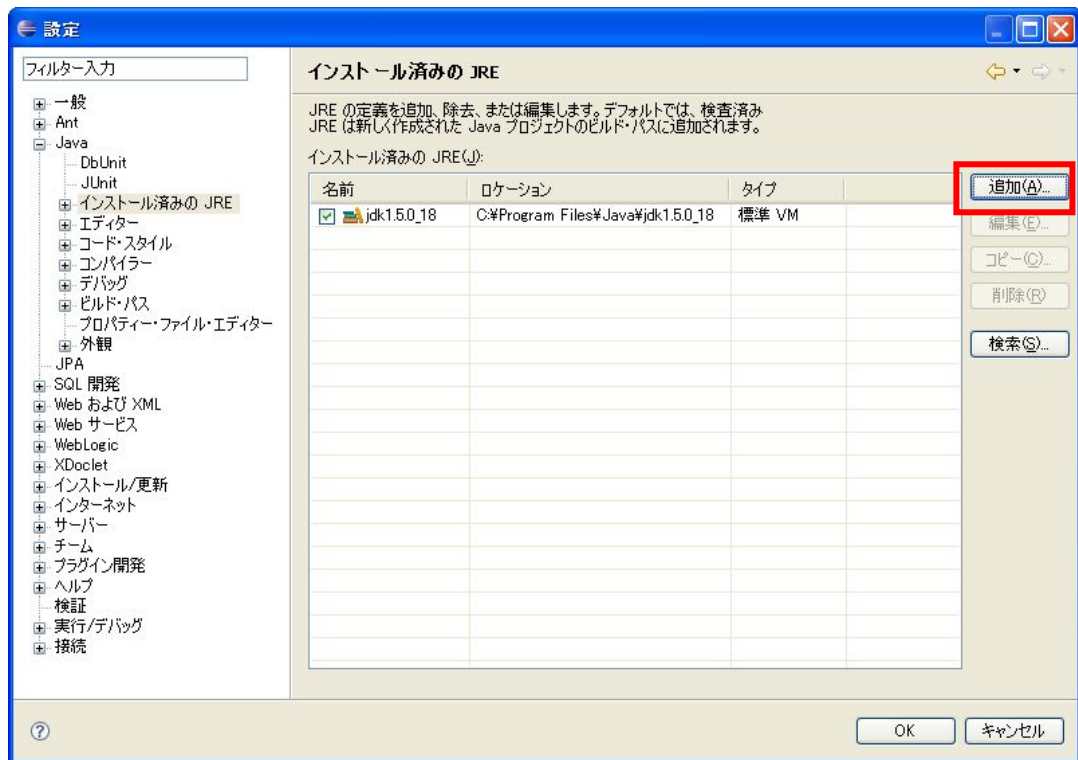 設定
フィルター入力
一般
Ant
Java
DbUnit
JUnit
インストール済みの JRE
エディター
コード・スタイル
コンパイラー
デバッグ
ビルド・パス
プロパティー・ファイル・エディター
外観
JPA
SQL 開発
Web および XML
Web サービス
WebLogic
XDoclet
インストール/更新
インターネット
サーバー
チーム
プラグイン開発
ヘルプ
検証
実行/デバッグ
接続
インストール済みの JRE
JRE の定義を追加、除去、または編集します。デフォルトでは、検査済み
JRE は新しく作成された Java プロジェクトのビルド・パスに追加されます。
インストール済みの JRE(J):
名前 ロケーション タイプ
jdk1.5.0_18 C:¥Program Files¥Java¥jdk1.5.0_18 標準 VM
追加(A)...
編集(E)...
コピー(C)...
削除(R)
検索(S)...
OK キャンセル